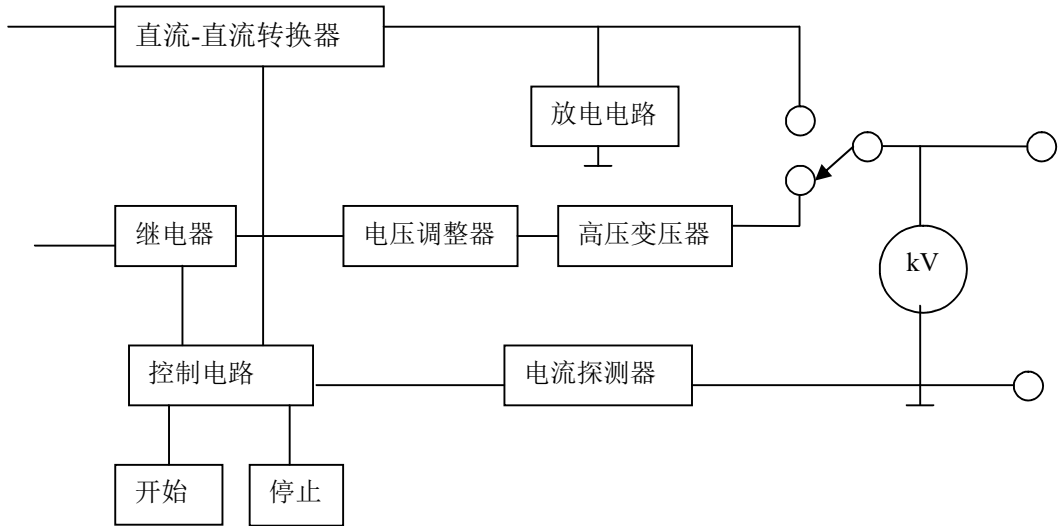 直流-直流转换器
放电电路
继电器
电压调整器
高压变压器
kV
控制电路
电流探测器
开始
停止